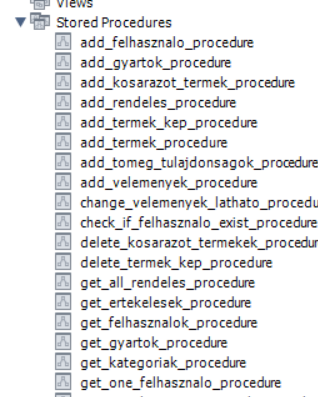 Views
Stored Procedures
add_felhasznalo_procedure
add_gyartok_procedure
add_kosarazot_termek_procedure
add_rendeles_procedure
add_termek_kep_procedure
add_termek_procedure
add_tomeg_tulajdonsagok_procedure
add_velemenyek_procedure
change_velemenyek_lathato_procedu
check_if_felhasznalo_exist_procedure
delete_kosarazot_termekek_procedur
delete_termek_kep_procedure
get_all_rendeles_procedure
get_ertekelesek_procedure
get_felhasznalok_procedure
get_gyartok_procedure
get_kategoriak_procedure
get_one_felhasznalo_procedure